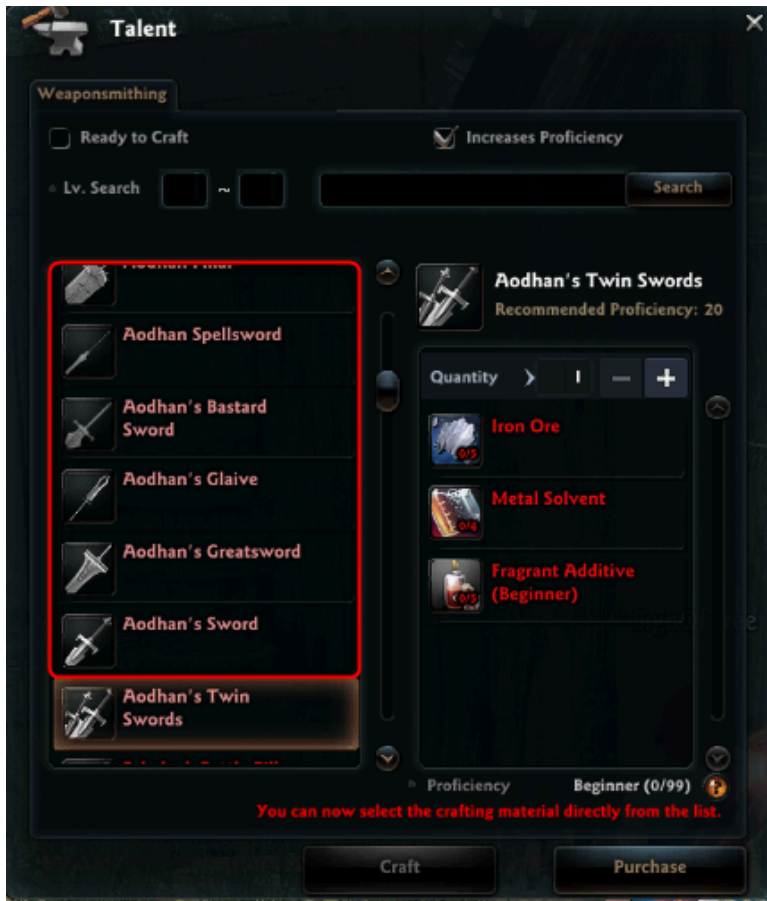 Talent
Weaponsmithing
Ready to Craft
Increases Proficiency
Lv. Search
~
Search
Aodhan Spellsword
Aodhan's Bastard
Sword
Aodhan's Glaive
Aodhan's Greatsword
Aodhan's Sword
Aodhan's Twin
Swords
Aodhan's Twin Swords
Recommended Proficiency: 20
Quantity
1
Iron Ore
0/5
Metal Solvent
0/4
Fragrant Additive
(Beginner)
0/5
Proficiency
Beginner (0/99)
You can now select the crafting material directly from the list.
Craft
Purchase